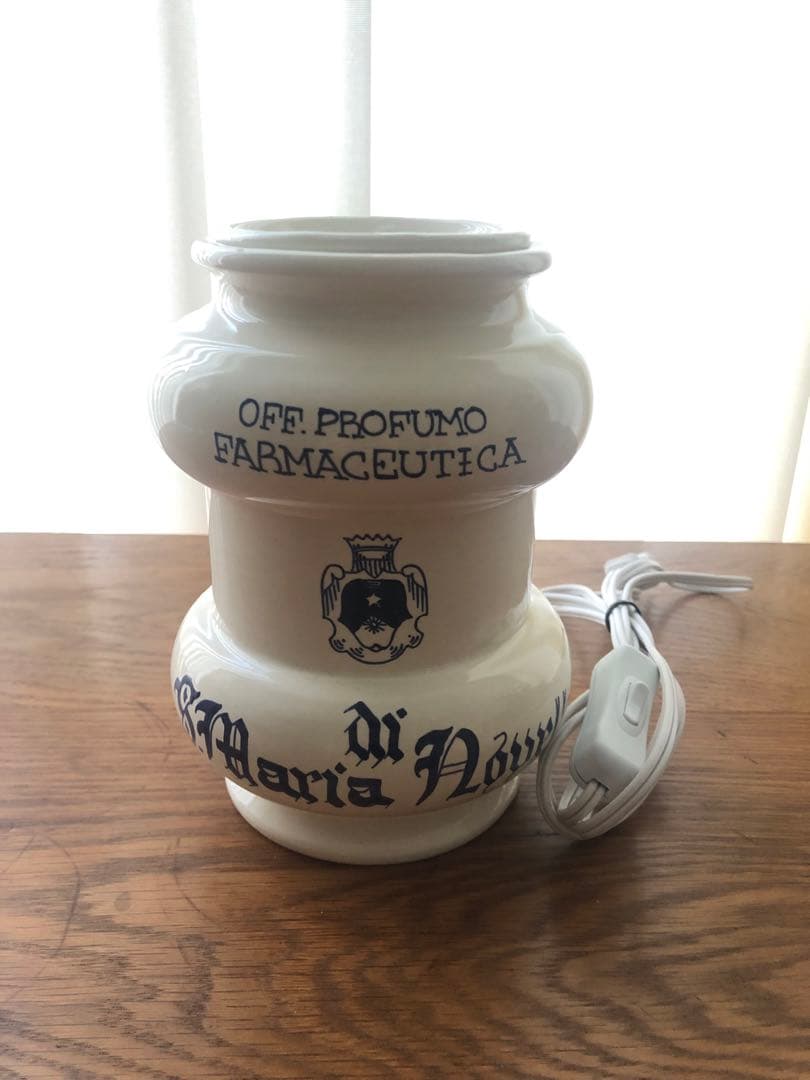 OFF. PROFUMO
FARMACEUTICA
di
S. Maria